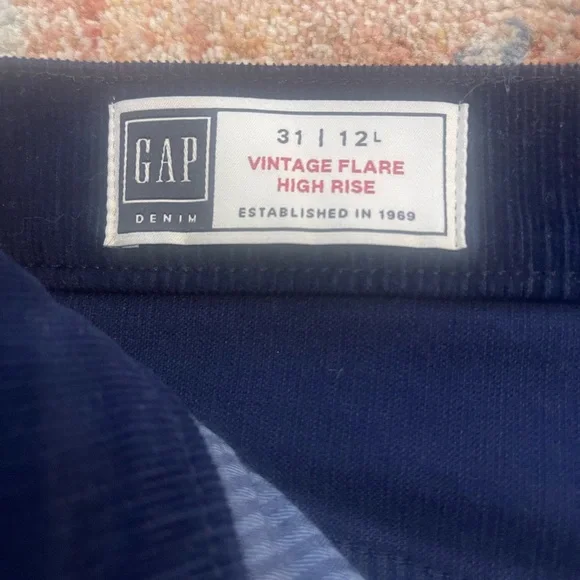 GAP
DENIM
31 | 12L
VINTAGE FLARE
HIGH RISE
ESTABLISHED IN 1969